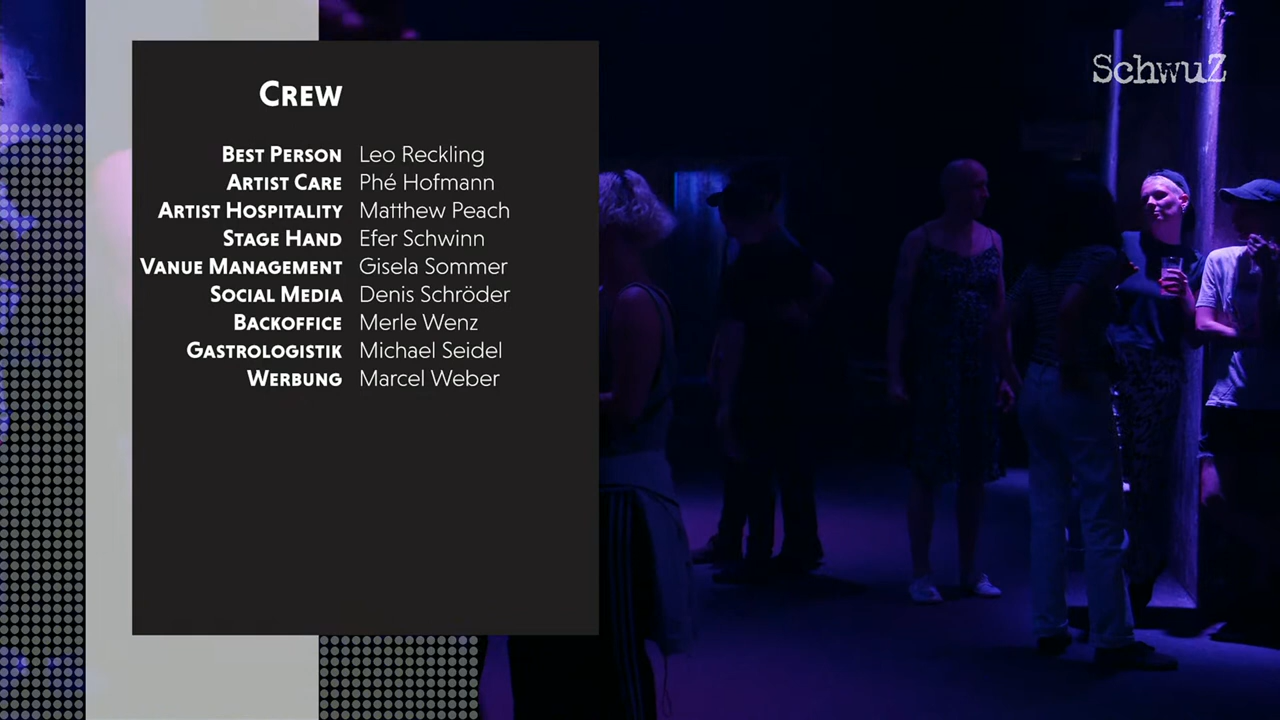 SchwuZ
Crew
Best Person Leo Reckling
Artist Care Phé Hofmann
Artist Hospitality Matthew Peach
Stage Hand Efer Schwinn
Vanue Management Gisela Sommer
Social Media Denis Schröder
Backoffice Merle Wenz
Gastrologistik Michael Seidel
Werbung Marcel Weber